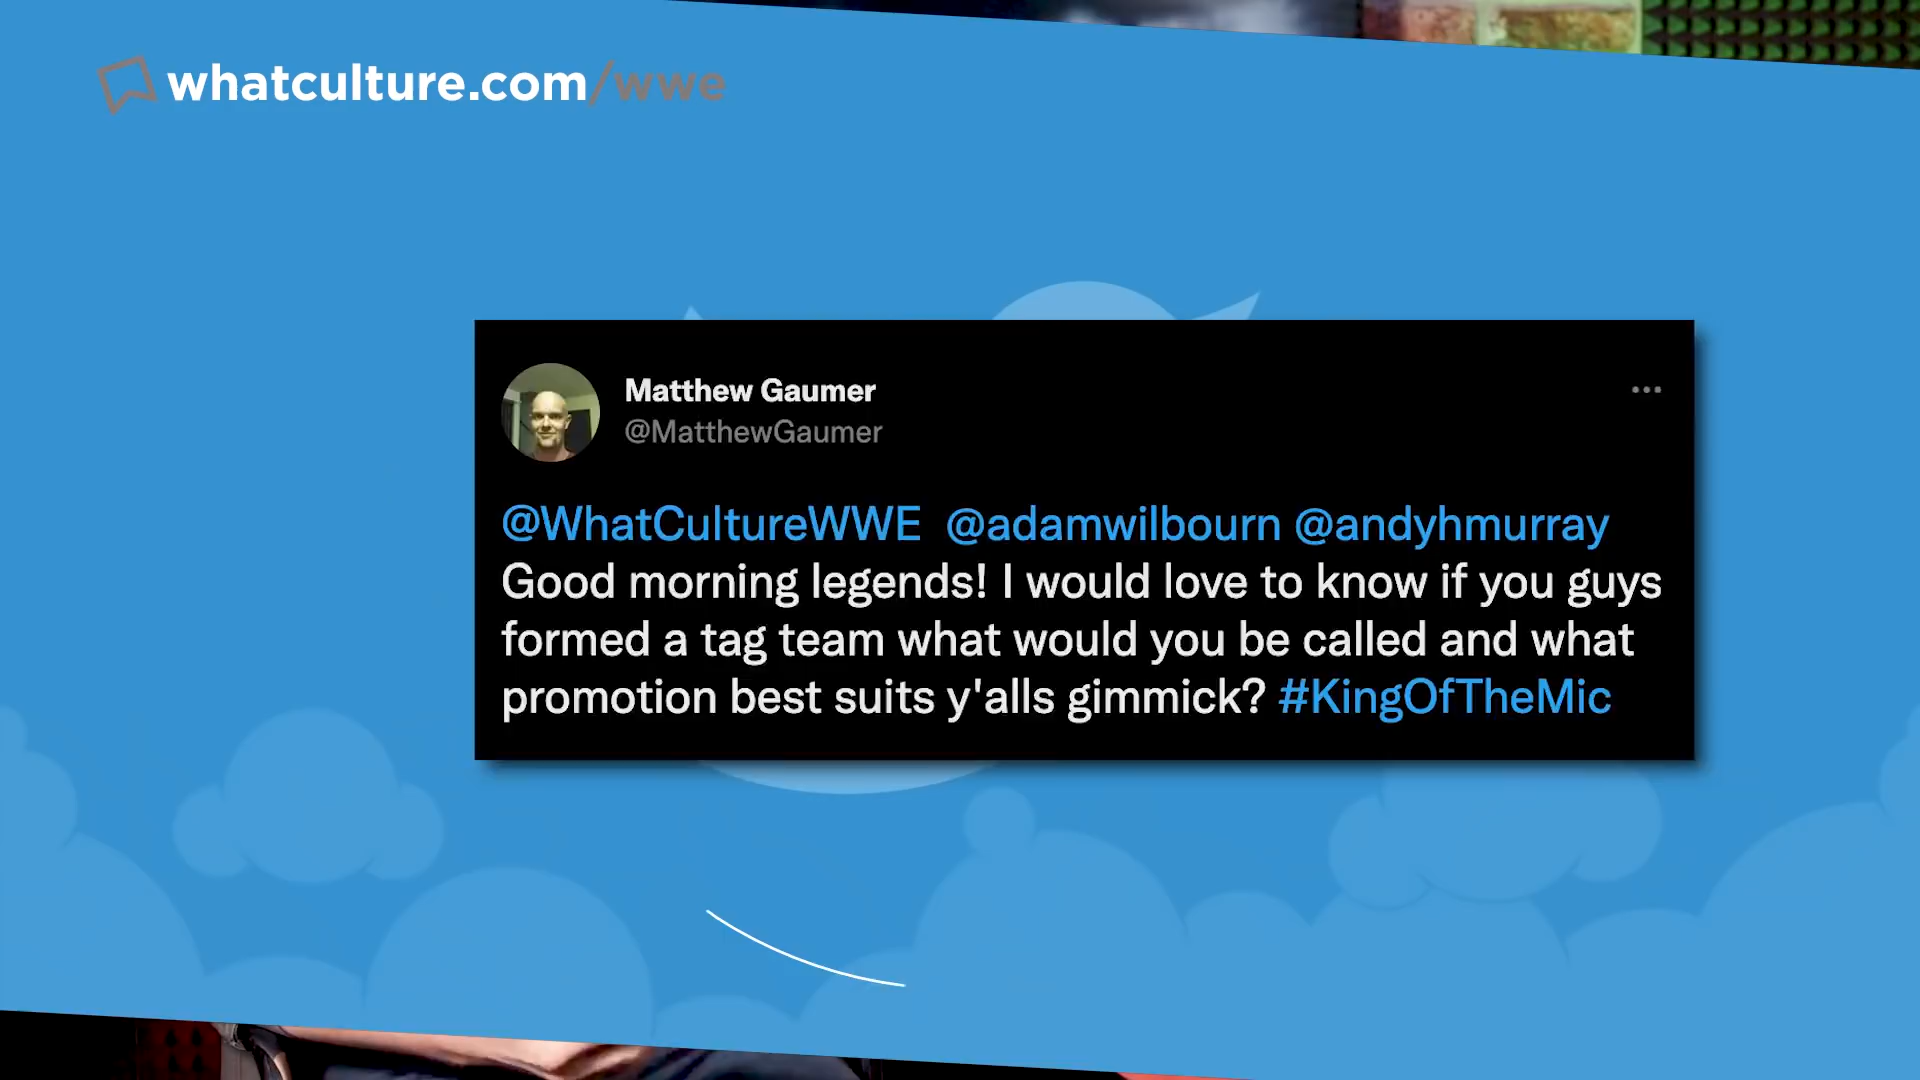 whatculture.com/wwe
Matthew Gaumer
@MatthewGaumer
@WhatCultureWWE @adamwilbourn @andyhmurray
Good morning legends! I would love to know if you guys
formed a tag team what would you be called and what
promotion best suits y'alls gimmick? #KingOfTheMic